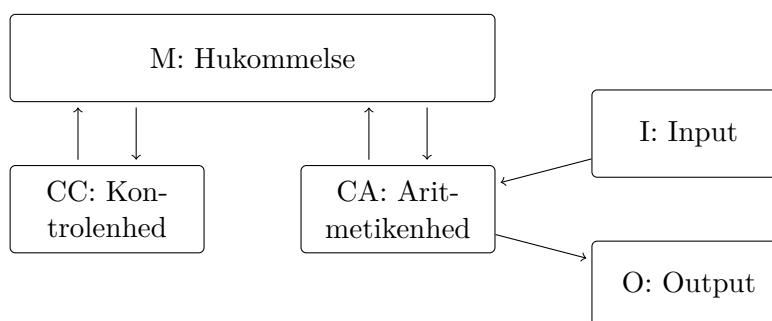 M: Hukommelse
I: Input
CC: Kon-
trolenhed
CA: Arit-
metikenhed
O: Output